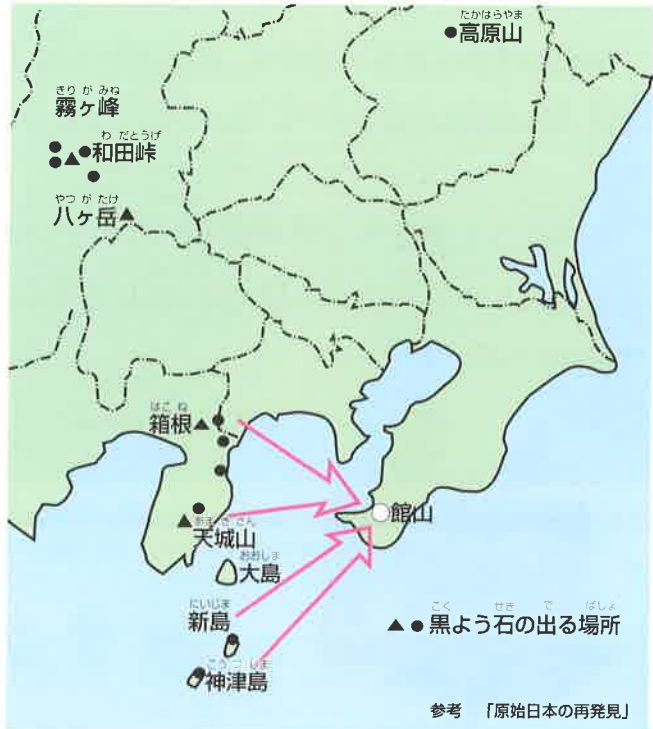 たかはらやま
●高原山
きりがみね
霧ヶ峰
わだとうげ
和田峠
やつがたけ
八ヶ岳
はこね
箱根
館山
あまぎさん
天城山
おおしま
大島
にいじま
新島
こうづしま
神津島
こく せき で ばしょ
▲●黒よう石の出る場所
参考 「原始日本の再発見」